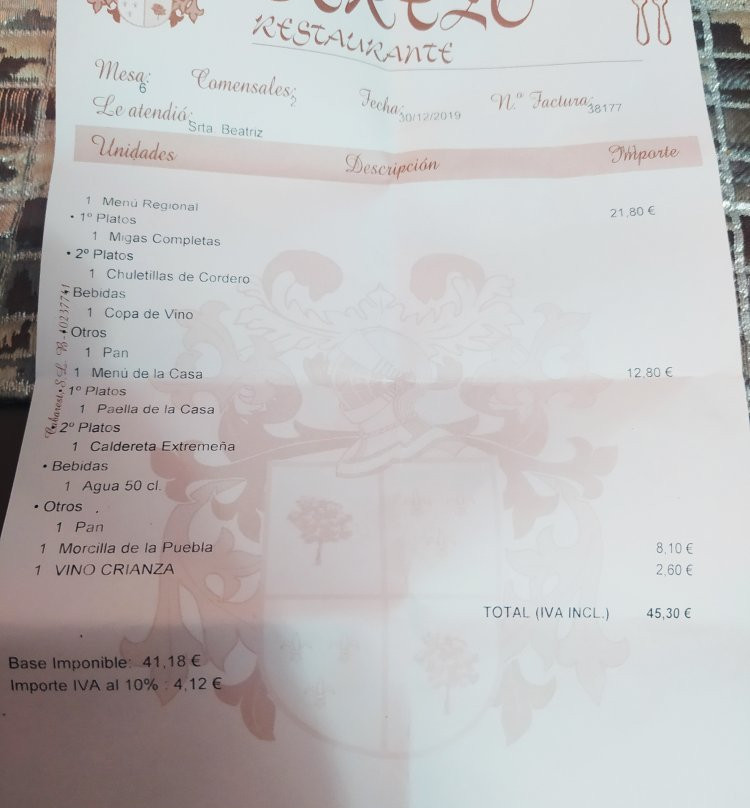 RESTAURANTE
Mesa: 6
Comensales: 2
Fecha: 30/12/2019
N.º Factura: 38177
Le atendió: Srta. Beatriz
Unidades Descripción Importe
1 Menú Regional 21,80 €
• 1º Platos
1 Migas Completas
• 2º Platos
1 Chuletillas de Cordero
• Bebidas
1 Copa de Vino
• Otros
1 Pan
1 Menú de la Casa 12,80 €
• 1º Platos
1 Paella de la Casa
• 2º Platos
1 Caldereta Extremeña
• Bebidas
1 Agua 50 cl.
• Otros
1 Pan
1 Morcilla de la Puebla 8,10 €
1 VINO CRIANZA 2,60 €
TOTAL (IVA INCL.) 45,30 €
Base Imponible: 41,18 €
Importe IVA al 10% : 4,12 €